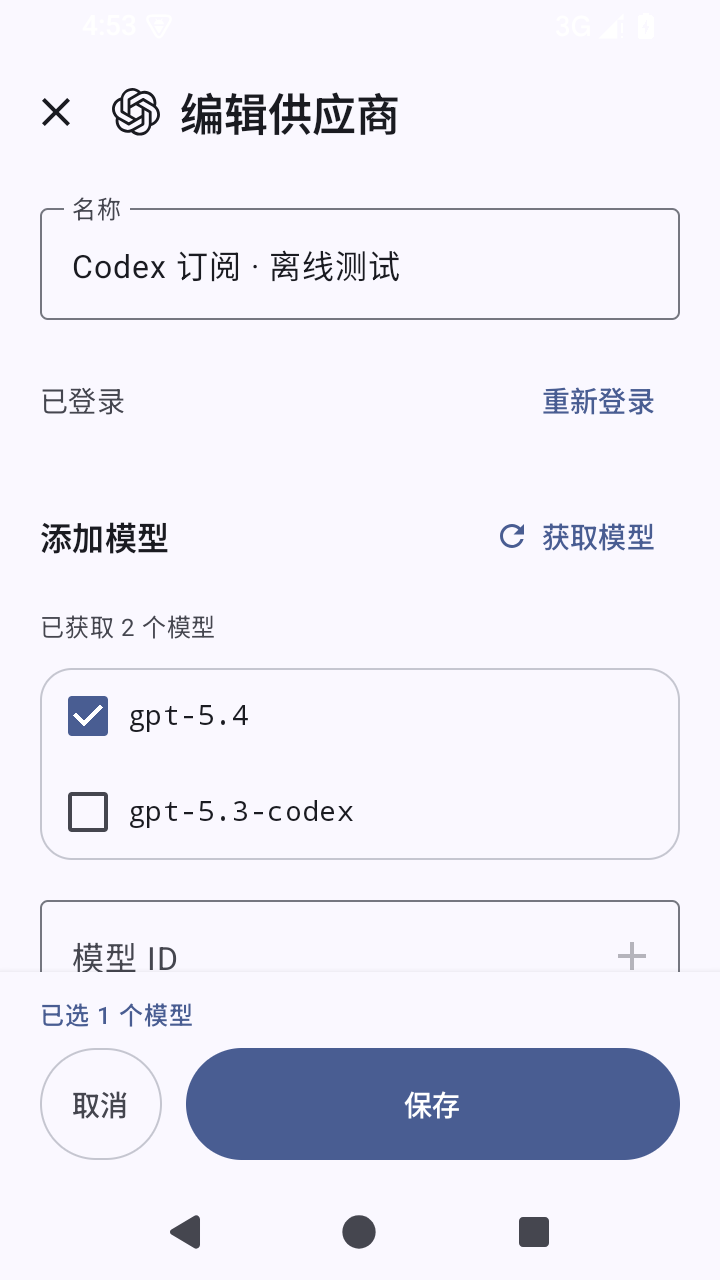 4:53
3G
编辑供应商
名称
Codex 订阅 · 离线测试
已登录
重新登录
添加模型
获取模型
已获取 2 个模型
gpt-5.4
gpt-5.3-codex
模型 ID
已选 1 个模型
取消
保存